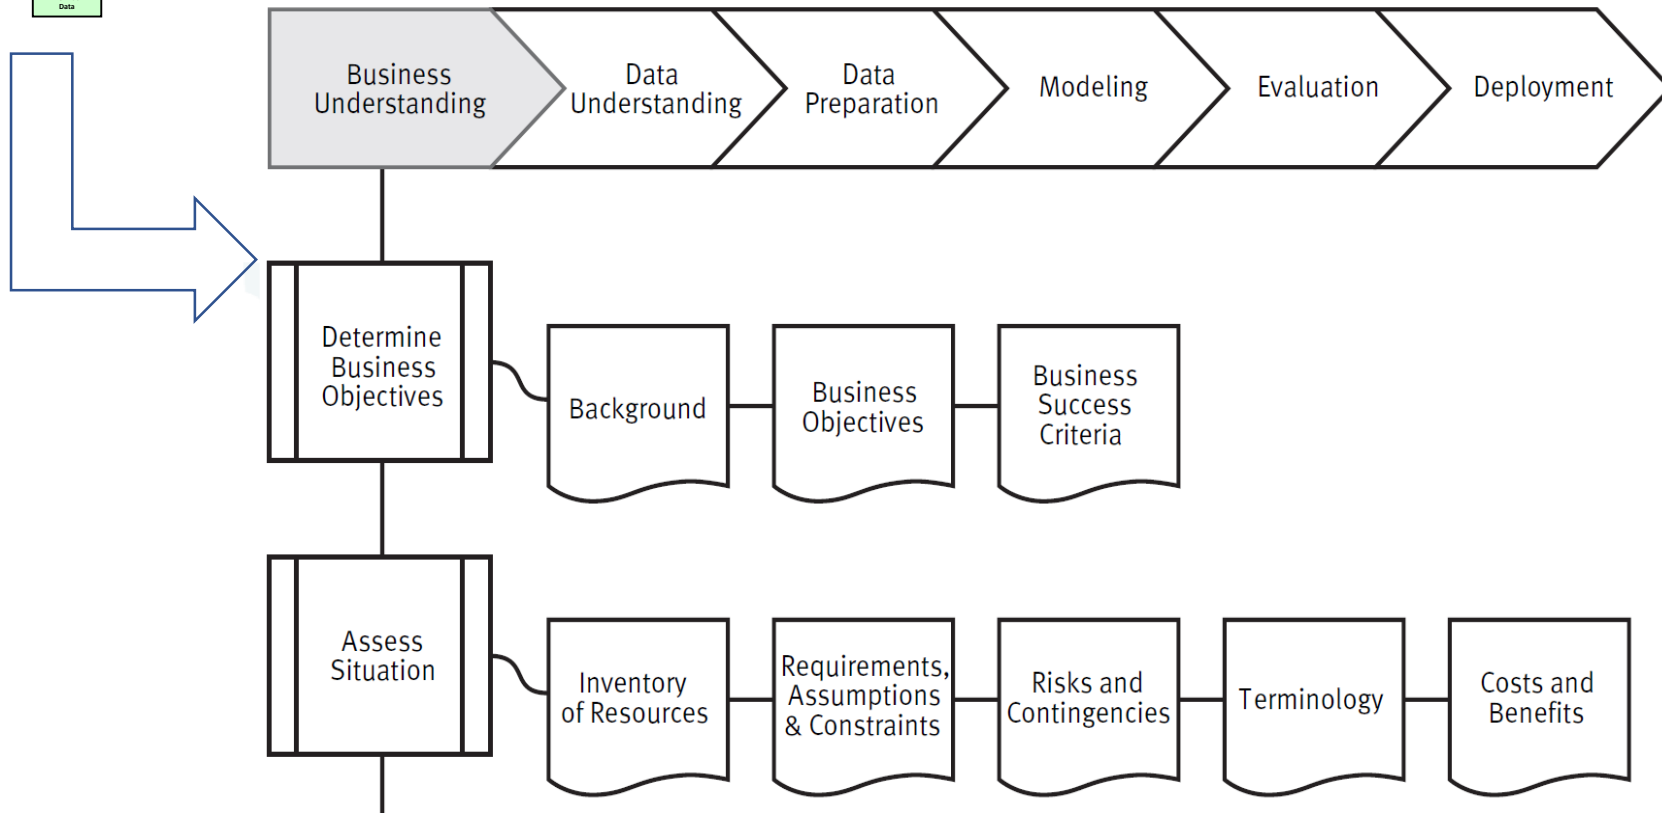 Data
Business
Understanding
Data
Understanding
Data
Preparation
Modeling
Evaluation
Deployment
Determine
Business
Objectives
Background
Business
Objectives
Business
Success
Criteria
Assess
Situation
Inventory
of Resources
Requirements,
Assumptions
& Constraints
Risks and
Contingencies
Terminology
Costs and
Benefits